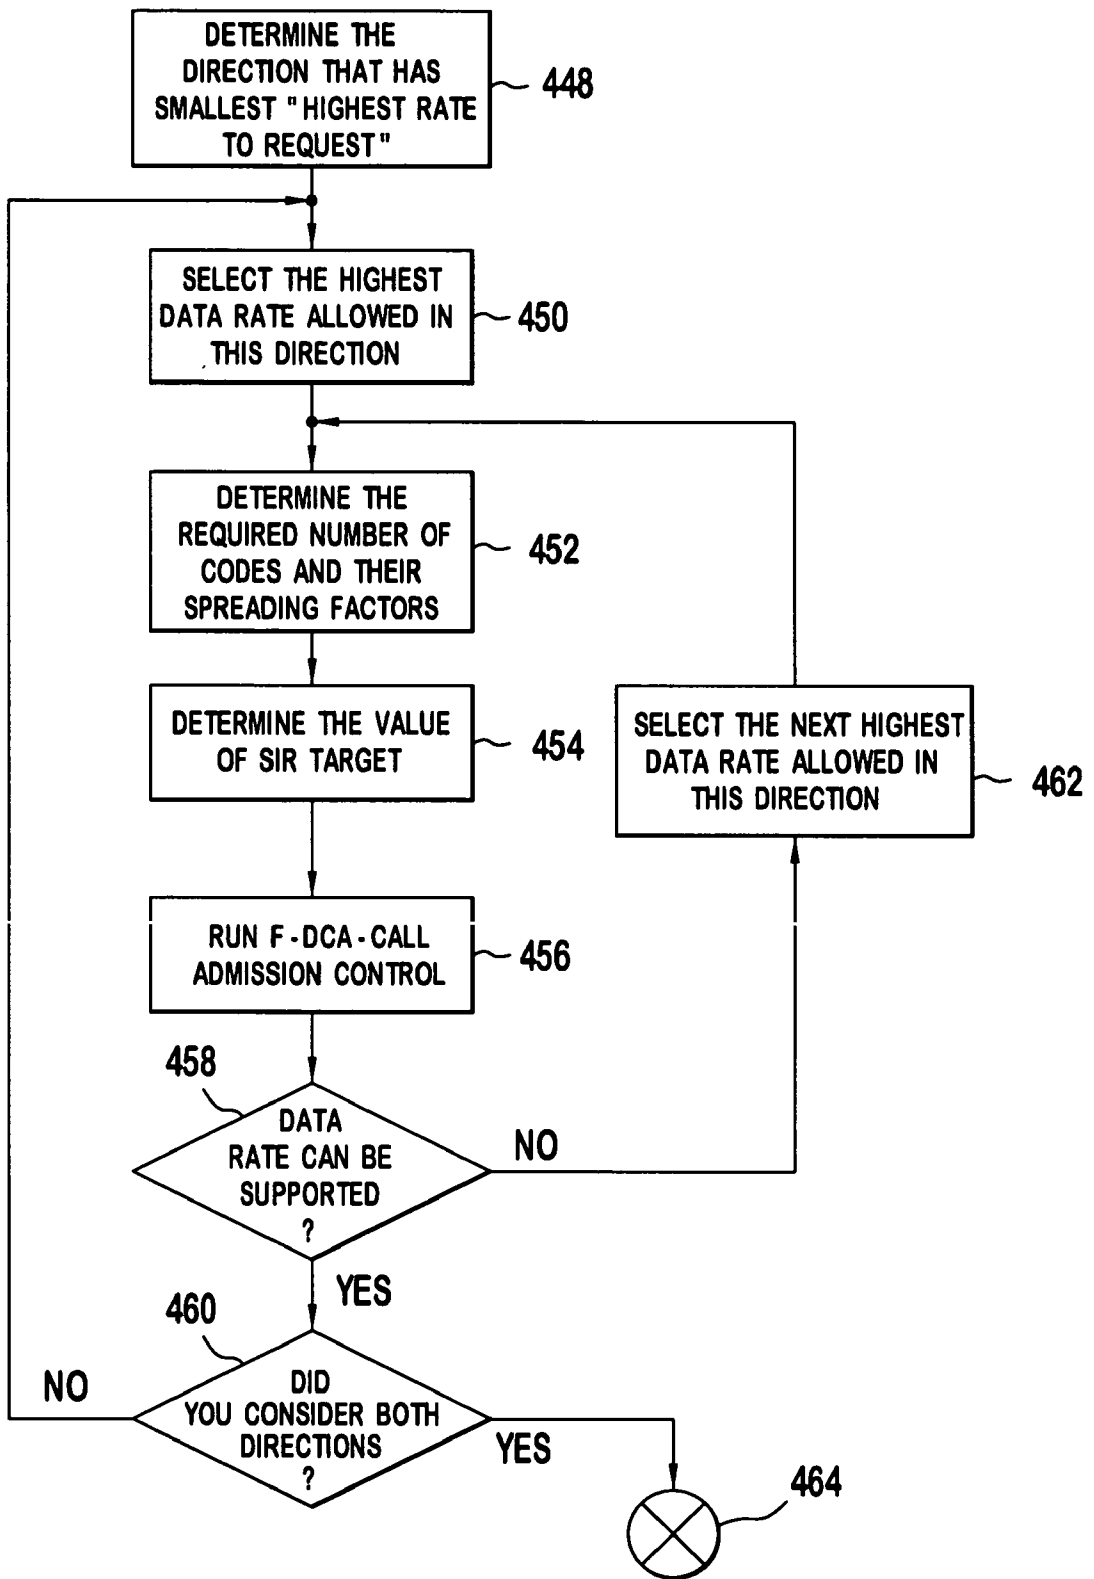 DETERMINE THE
DIRECTION THAT HAS
SMALLEST " HIGHEST RATE
TO REQUEST"
448
SELECT THE HIGHEST
DATA RATE ALLOWED IN
THIS DIRECTION
450
DETERMINE THE
REQUIRED NUMBER OF
CODES AND THEIR
SPREADING FACTORS
452
DETERMINE THE VALUE
OF SIR TARGET
454
SELECT THE NEXT HIGHEST
DATA RATE ALLOWED IN
THIS DIRECTION
462
RUN F-DCA-CALL
ADMISSION CONTROL
456
458
DATA
RATE CAN BE
SUPPORTED
?
NO
YES
460
NO
DID
YOU CONSIDER BOTH
DIRECTIONS
?
YES
464